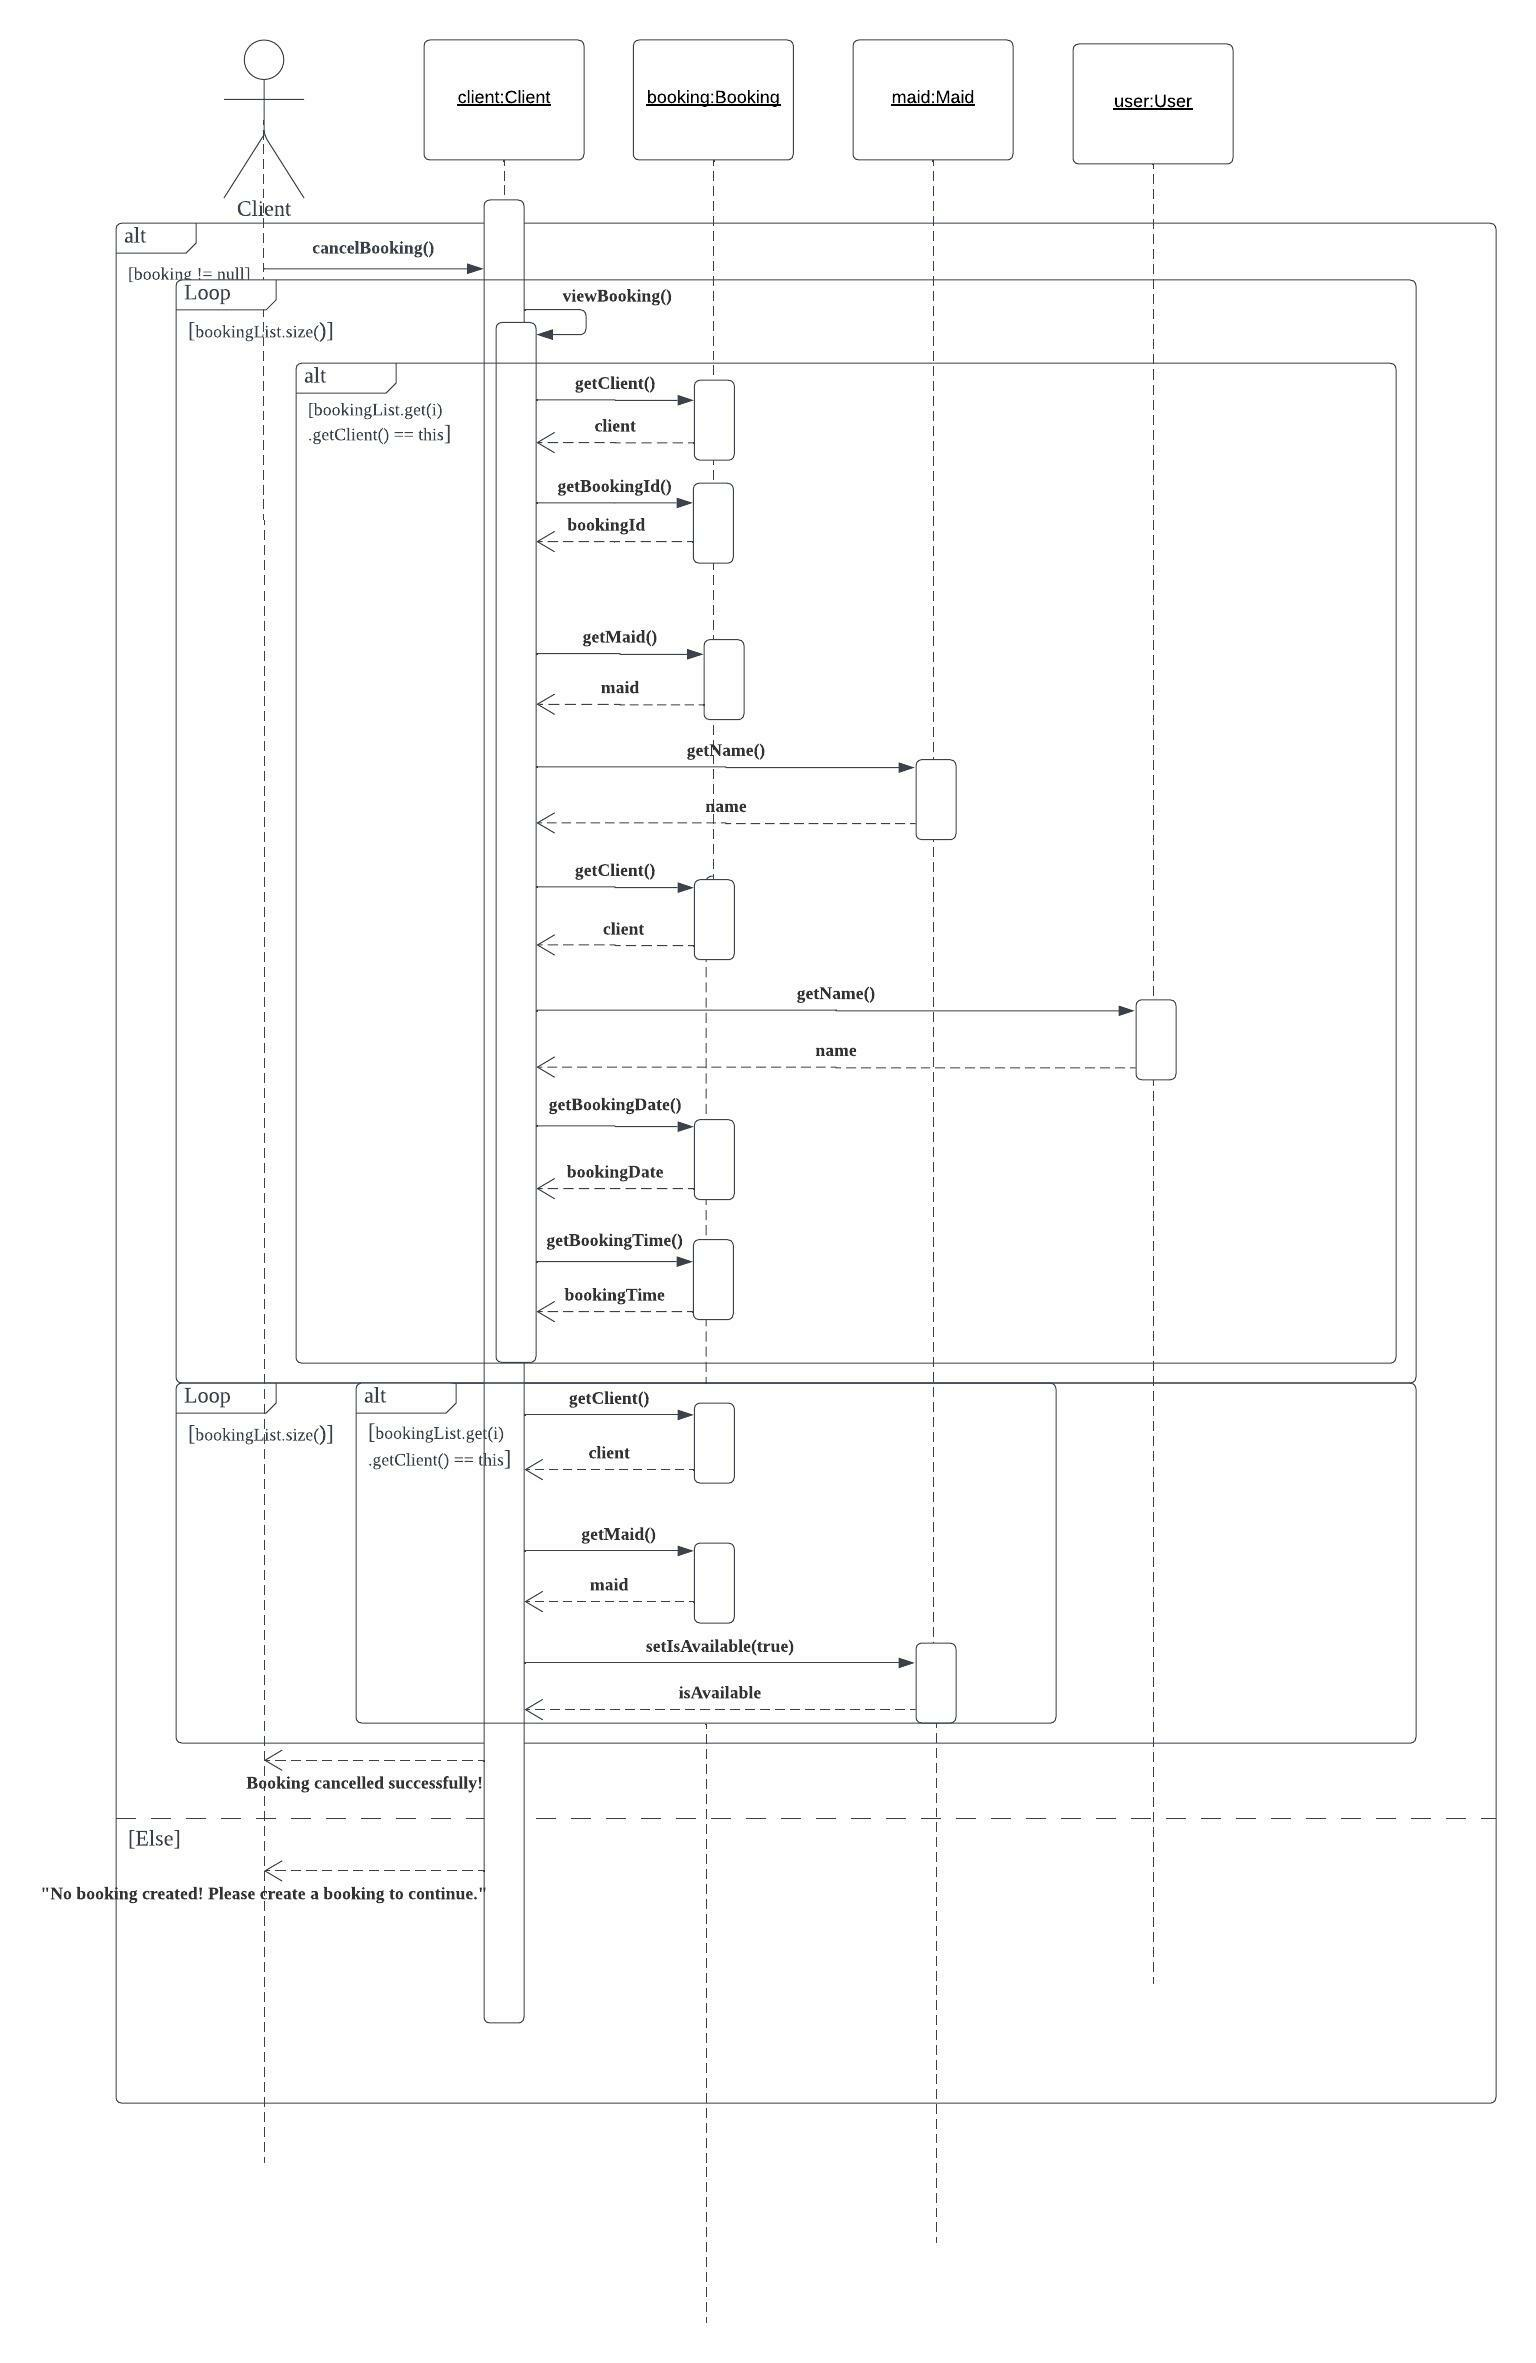 client:Client
booking:Booking
maid:Maid
user:User
Client
alt
cancelBooking()
[booking != null]
Loop
viewBooking()
[bookingList.size()]
alt
getClient()
[bookingList.get(i)
.getClient() == this]
client
getBookingId()
bookingId
getMaid()
maid
getName()
name
getClient()
client
getName()
name
getBookingDate()
bookingDate
getBookingTime()
bookingTime
Loop
alt
getClient()
[bookingList.size()]
[bookingList.get(i)
.getClient() == this]
client
getMaid()
maid
setIsAvailable(true)
isAvailable
Booking cancelled successfully!
[Else]
"No booking created! Please create a booking to continue."